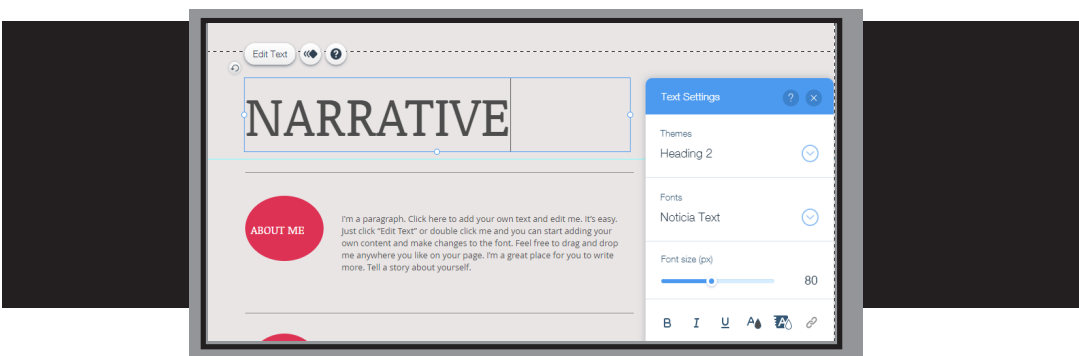 Edit Text
NARRATIVE
ABOUT ME
I'm a paragraph. Click here to add your own text and edit me. It's easy.
Just click "Edit Text" or double click me and you can start adding your
own content and make changes to the font. Feel free to drag and drop
me anywhere you like on your page. I'm a great place for you to write
more. Tell a story about yourself.
Text Settings
Themes
Heading 2
Fonts
Noticia Text
Font size (px)
80
B I U A A